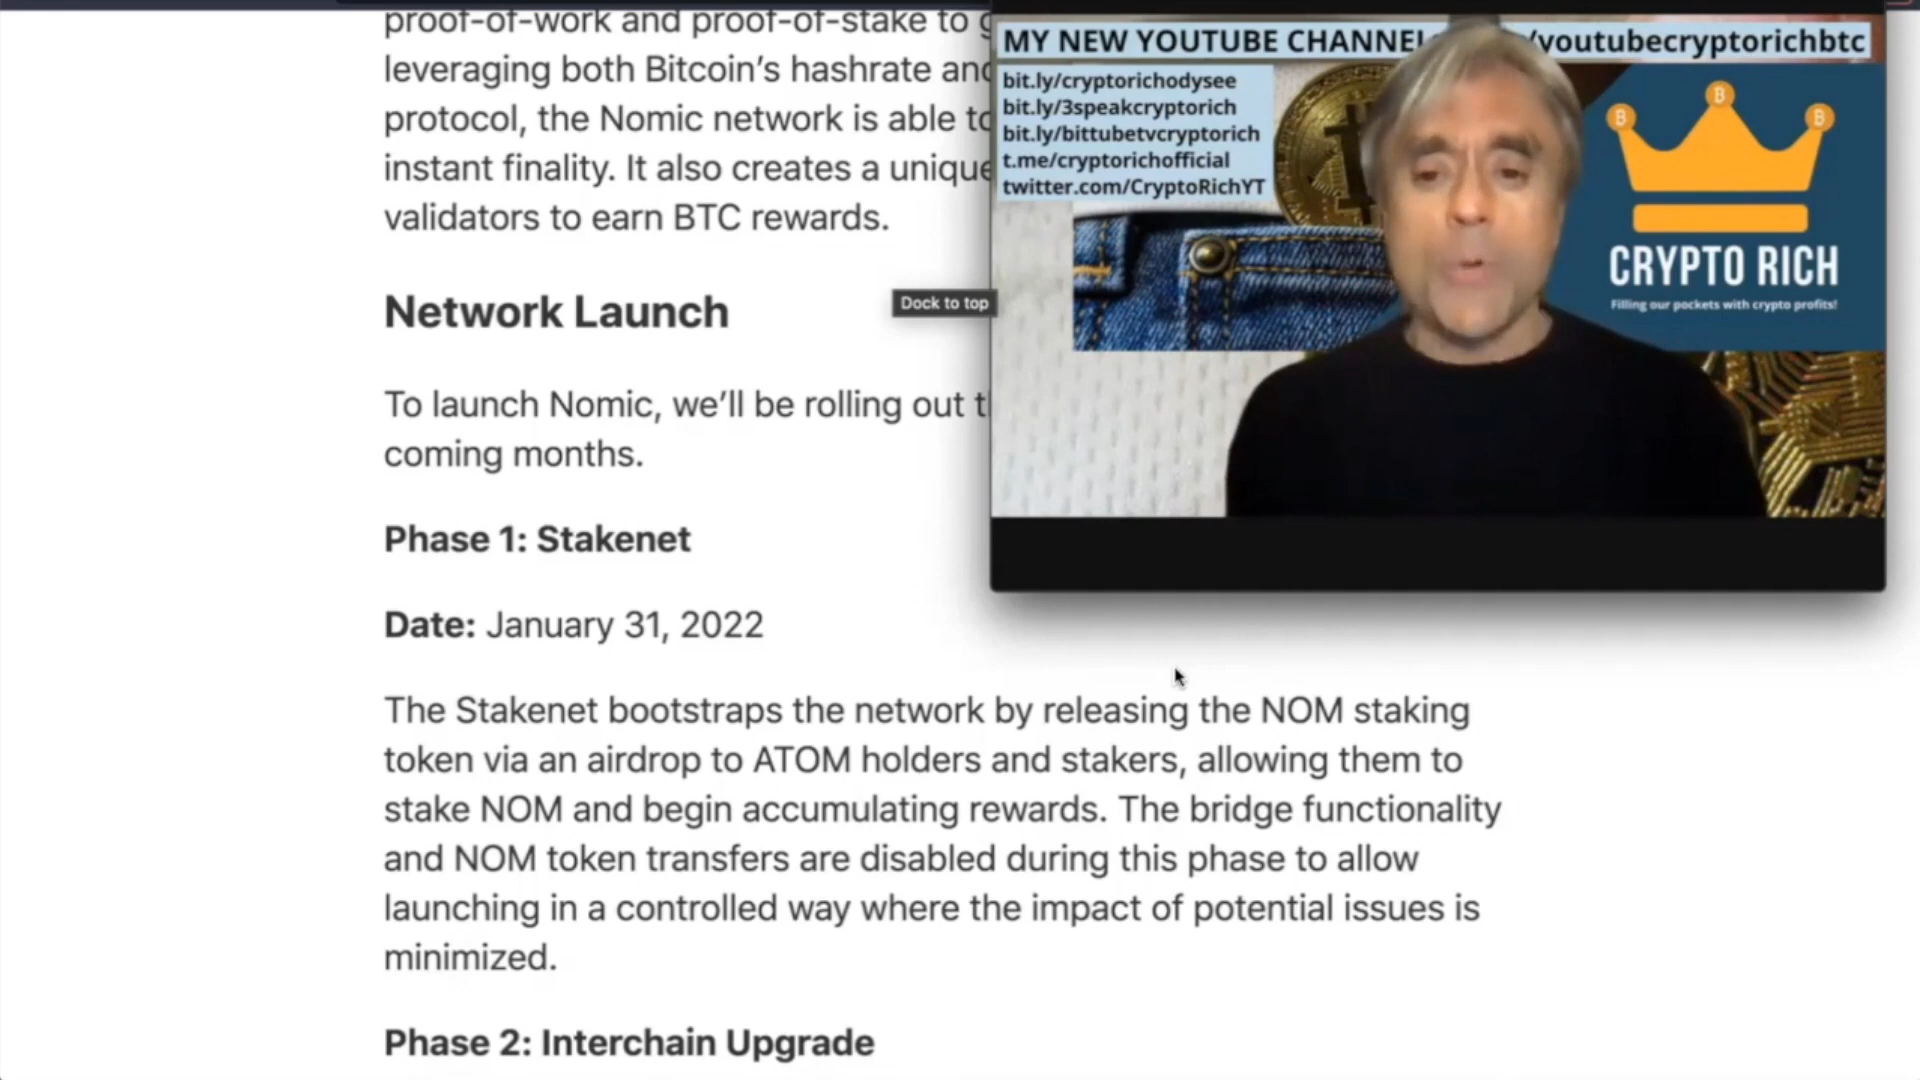 proof-of-work and proof-of-stake to
leveraging both Bitcoin's hashrate
protocol, the Nomic network is able
instant finality. It also creates a unique
validators to earn BTC rewards.
Network Launch
To launch Nomic, we'll be rolling out
coming months.
Phase 1: Stakenet
Date: January 31, 2022
The Stakenet bootstraps the network by releasing the NOM staking
token via an airdrop to ATOM holders and stakers, allowing them to
stake NOM and begin accumulating rewards. The bridge functionality
and NOM token transfers are disabled during this phase to allow
launching in a controlled way where the impact of potential issues is
minimized.
Phase 2: Interchain Upgrade
Dock to top
MY NEW YOUTUBE CHANNEL /youtubecryptorichbtc
bit.ly/cryptorichodysee
bit.ly/3speakcryptorich
bit.ly/bittubetvcryptorich
t.me/cryptorichofficial
twitter.com/CryptoRichYT
CRYPTO RICH
Filling our pockets with crypto profits!